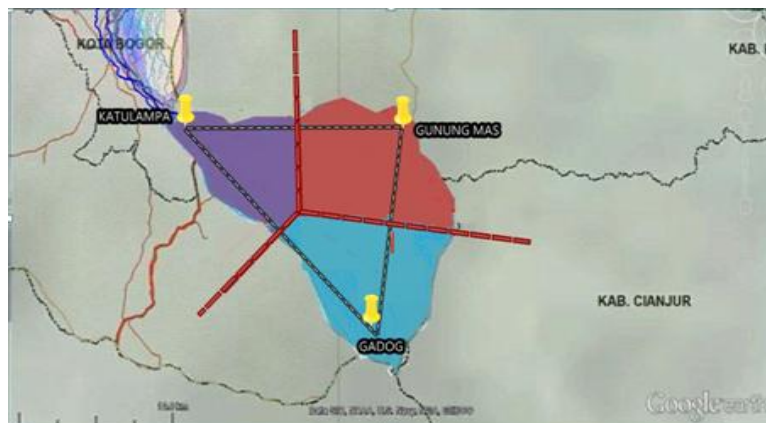 KOTA BOGOR
KAB.
KATULAMPA
GUNUNG MAS
KAB. CIANJUR
GADOG
Google earth